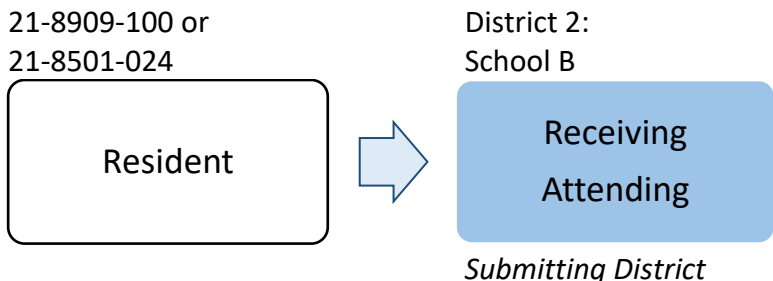 21-8909-100 or
21-8501-024
Resident
District 2:
School B
Receiving
Attending
Submitting District